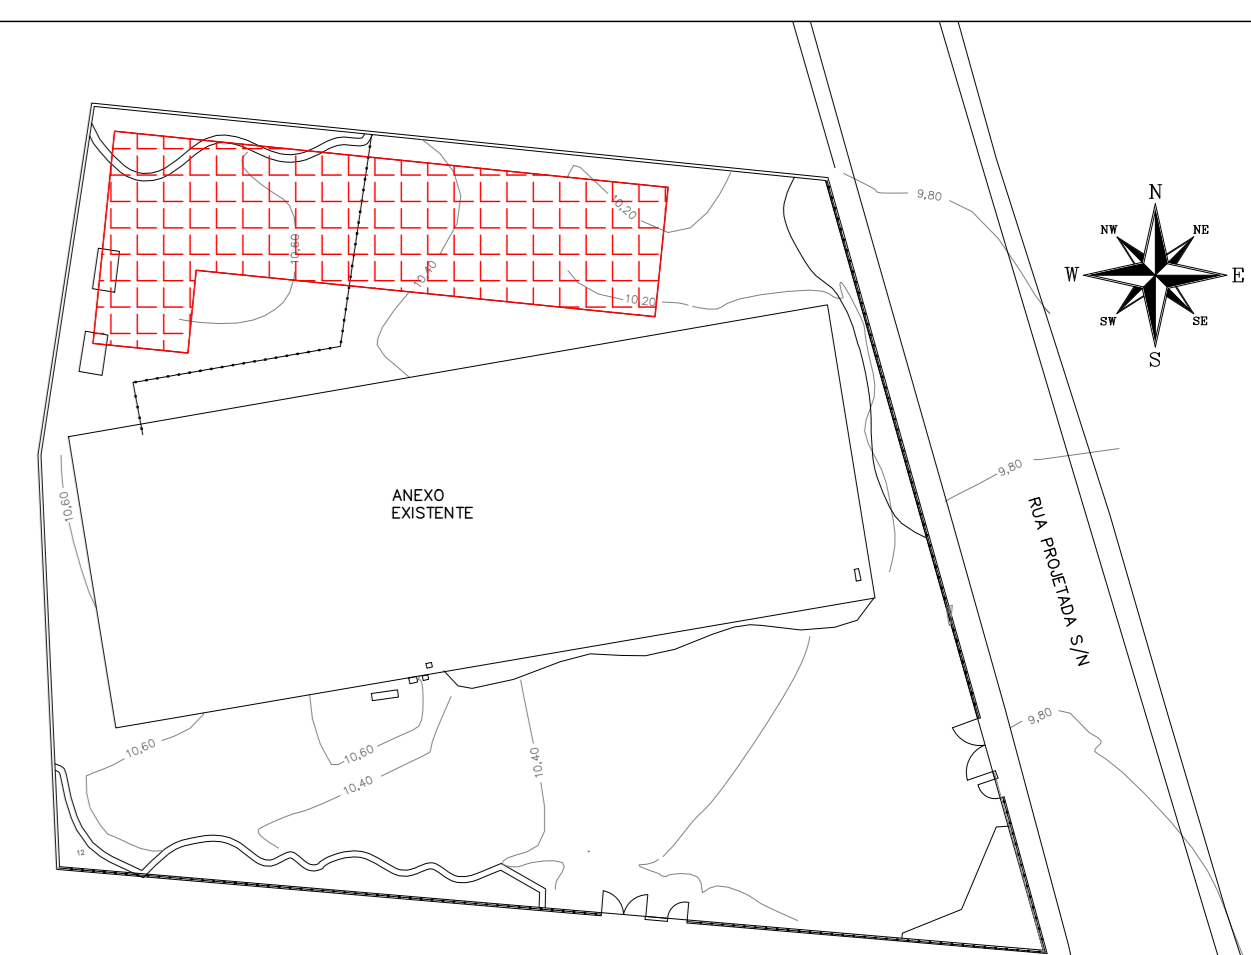 9,80
10,20
N
NW
NE
10,60
10,40
W
E
10,20
SW
SE
S
9,80
10,60
ANEXO
EXISTENTE
RUA PROJETADA S/N
9,80
10,60
10,60
10,40
10,40
12